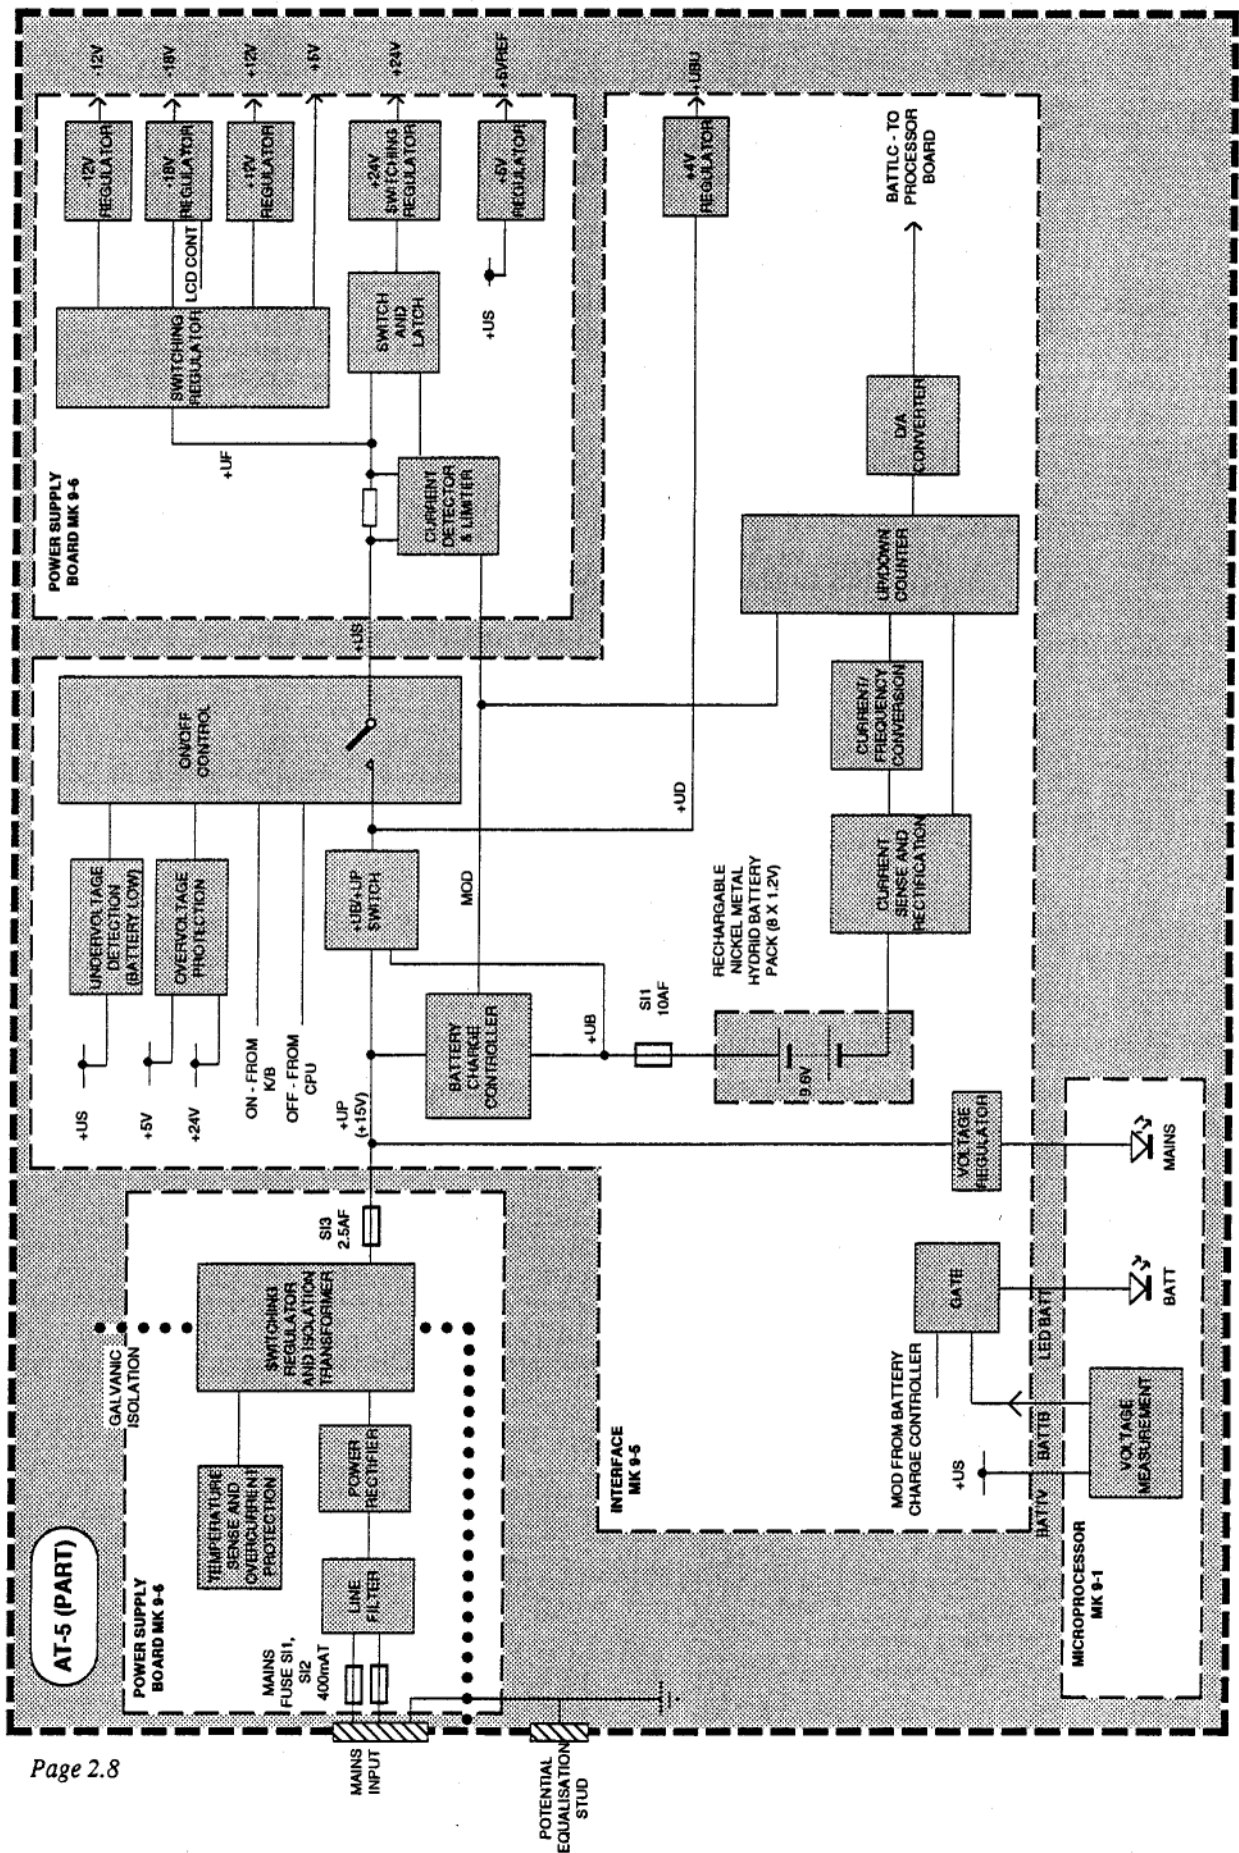 AT-5 (PART)
POWER SUPPLY
BOARD MK 9-6
MAINS
INPUT
MAINS
FUSE SI1,
SI2
400mAT
LINE
FILTER
POWER
RECTIFIER
TEMPERATURE
SENSE AND
OVERCURRENT
PROTECTION
SWITCHING
REGULATOR
AND ISOLATION
TRANSFORMER
GALVANIC
ISOLATION
SI3
2.5AF
POTENTIAL
EQUALISATION
STUD
+US
+5V
+24V
UNDERVOLTAGE
DETECTION
(BATTERY LOW)
OVERVOLTAGE
PROTECTION
ON - FROM
K/B
OFF - FROM
CPU
ON/OFF
CONTROL
+UP
(+15V)
+UB/+UP
SWITCH
BATTERY
CHARGE
CONTROLLER
MOD
+UB
SI1
10AF
RECHARGABLE
NICKEL METAL
HYDRID BATTERY
PACK (8 X 1.2V)
9.6V
+UD
CURRENT
SENSE AND
RECTIFICATION
CURRENT/
FREQUENCY
CONVERSION
UP/DOWN
COUNTER
D/A
CONVERTER
BATTLC - TO
PROCESSOR
BOARD
+4V
REGULATOR
+UBU
+US
POWER SUPPLY
BOARD MK 9-6
+UF
CURRENT
DETECTOR
& LIMITER
SWITCHING
REGULATOR
SWITCH
AND
LATCH
LCD CONT
+US
-12V
REGULATOR
-18V
REGULATOR
+12V
REGULATOR
+24V
SWITCHING
REGULATOR
+5V
REGULATOR
-12V
-18V
+12V
+5V
+24V
+5VREF
INTERFACE
MK 9-5
MOD FROM BATTERY
CHARGE CONTROLLER
+US
GATE
VOLTAGE
REGULATOR
BATTV
BATTB
LED BATT
MICROPROCESSOR
MK 9-1
VOLTAGE
MEASUREMENT
BATT
MAINS
Page 2.8